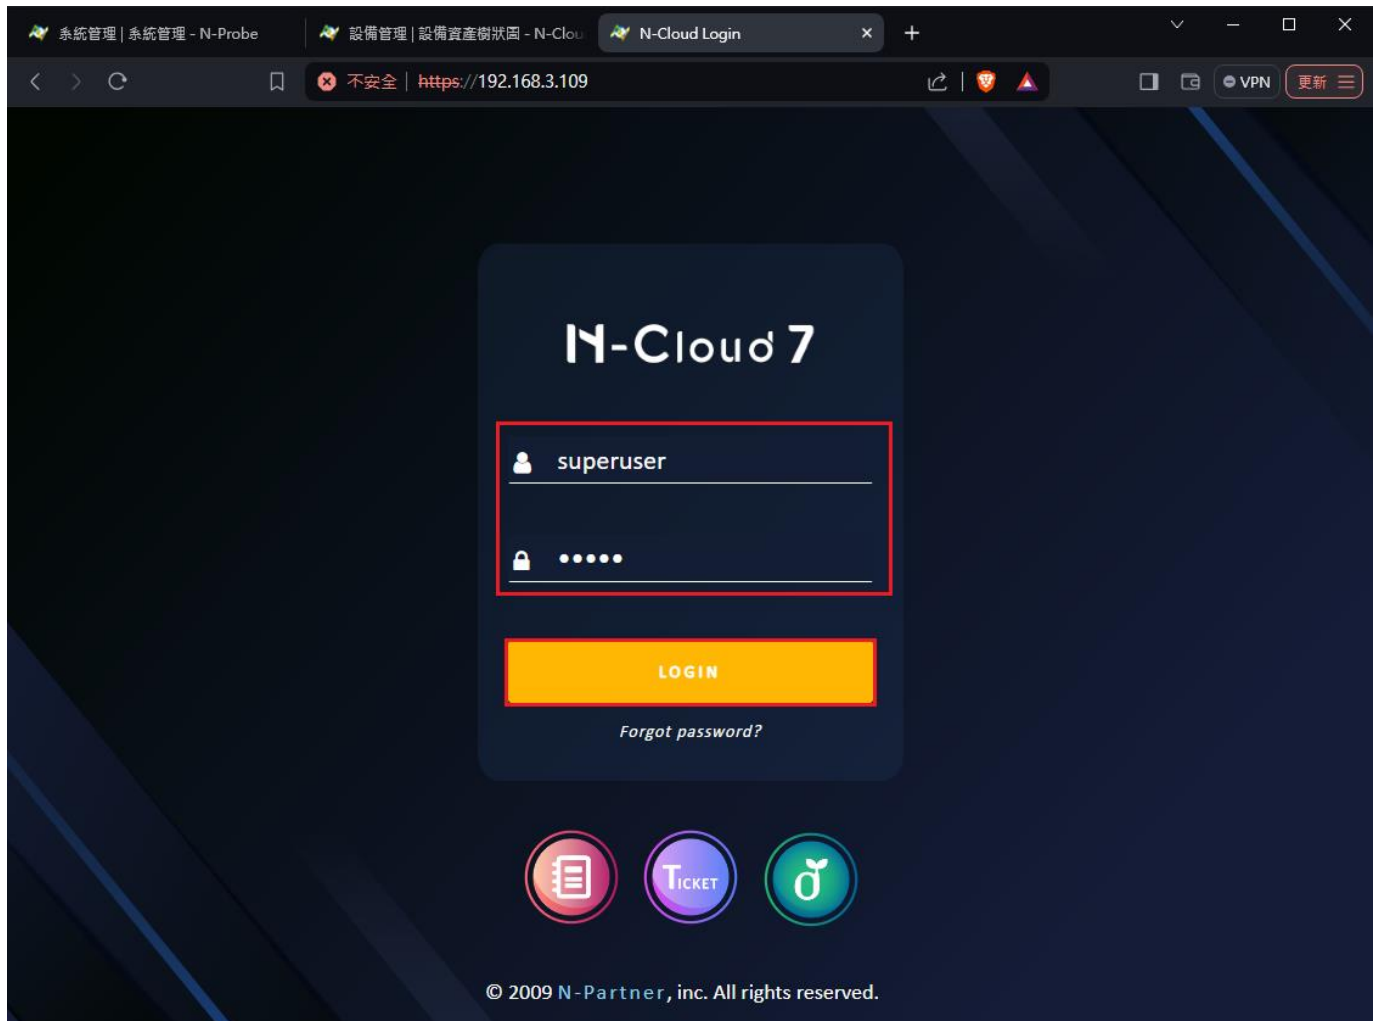 系統管理 | 系統管理 - N-Probe
設備管理 | 設備資產樹狀圖 - N-Clou
N-Cloud Login
不安全 | https://192.168.3.109
VPN
更新
N-Cloud 7
superuser
•••••
LOGIN
Forgot password?
TICKET
© 2009 N-Partner, inc. All rights reserved.